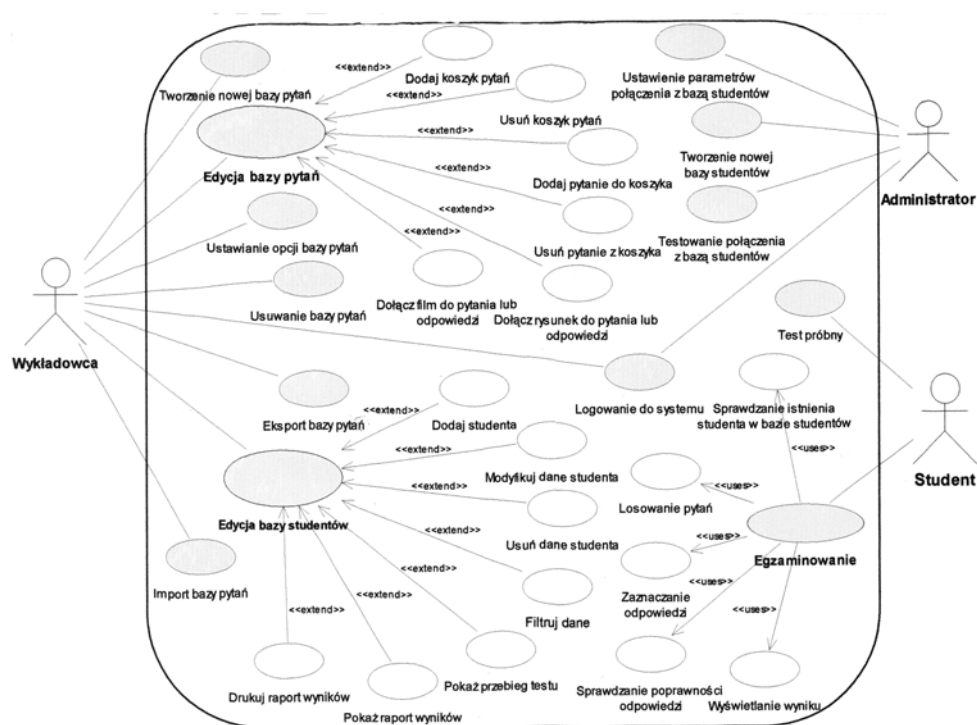 <<extend>>
Dodaj koszyk pytań
<<extend>>
Tworzenie nowej bazy pytań
Ustawienie parametrów
połączenia z bazą studentów
<<extend>>
Usuń koszyk pytań
Edycja bazy pytań
<<extend>>
Dodaj pytanie do koszyka
Tworzenie nowej
bazy studentów
Administrator
<<extend>>
<<extend>>
Ustawianie opcji bazy pytań
Usuń pytanie z koszyka
Testowanie połączenia
z bazą studentów
Usuwanie bazy pytań
Dołącz film do pytania lub
odpowiedzi
Dołącz rysunek do pytania lub
odpowiedzi
Test próbny
Wykładowca
Logowanie do systemu
Sprawdzanie istnienia
studenta w bazie studentów
Eksport bazy pytań
<<extend>>
Dodaj studenta
<<extend>>
Modyfikuj dane studenta
<<uses>>
Student
<<extend>>
<<uses>>
Losowanie pytań
Edycja bazy studentów
<<extend>>
Usuń dane studenta
<<uses>>
Egzaminowanie
<<extend>>
<<uses>>
Zaznaczanie
odpowiedzi
Import bazy pytań
<<extend>>
<<extend>>
Filtruj dane
<<uses>>
Drukuj raport wyników
Pokaż raport wyników
Pokaż przebieg testu
Sprawdzanie poprawności
odpowiedzi
Wyświetlanie wyniku